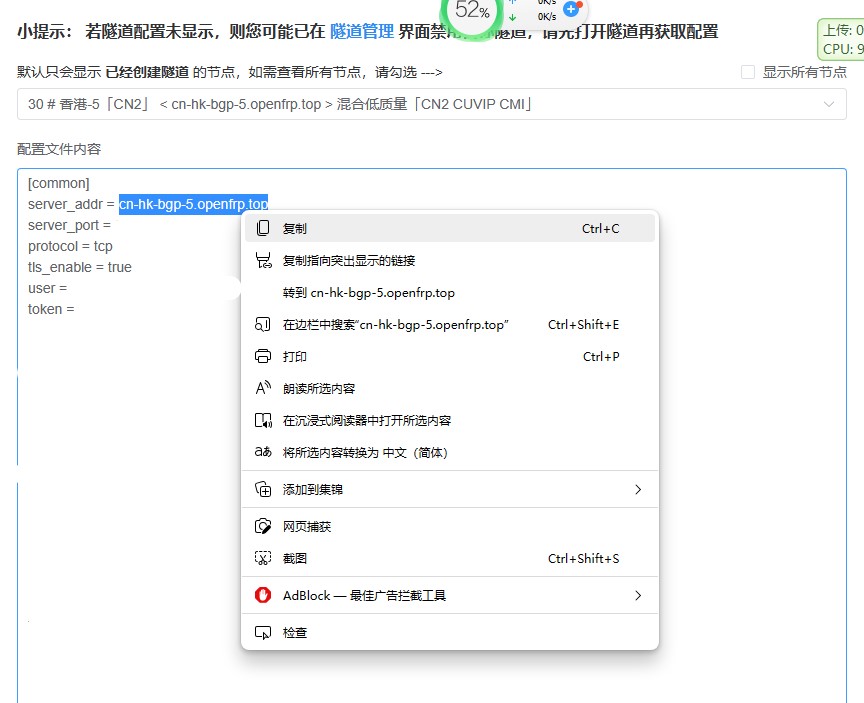 52%
0K/s
0K/s
小提示： 若隧道配置未显示，则您可能已在 隧道管理 界面禁用 隧道，请先打开隧道再获取配置
上传: 0
CPU: 9
默认只会显示 已经创建隧道 的节点，如需查看所有节点，请勾选 --->
显示所有节点
30 # 香港-5「CN2」 < cn-hk-bgp-5.openfrp.top > 混合低质量「CN2 CUVIP CMI」
配置文件内容
[common]
server_addr = cn-hk-bgp-5.openfrp.top
server_port =
protocol = tcp
tls_enable = true
user =
token =
复制 Ctrl+C
复制指向突出显示的链接
转到 cn-hk-bgp-5.openfrp.top
在边栏中搜索"cn-hk-bgp-5.openfrp.top" Ctrl+Shift+E
打印 Ctrl+P
朗读所选内容
在沉浸式阅读器中打开所选内容
将所选内容转换为 中文（简体）
添加到集锦
网页捕获
截图 Ctrl+Shift+S
AdBlock — 最佳广告拦截工具
检查